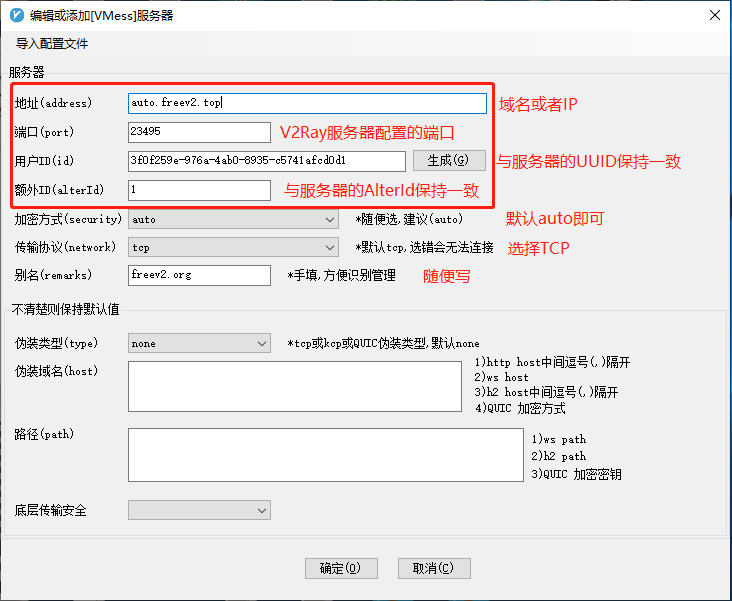 编辑或添加[VMess]服务器
导入配置文件
服务器
地址(address) auto.freev2.top 域名或者IP
端口(port) 23495 V2Ray服务器配置的端口
用户ID(id) 3f0f259e-976a-4ab0-8935-c5741afcd0d1 生成(G) 与服务器的UUID保持一致
额外ID(alterId) 1 与服务器的AlterId保持一致
加密方式(security) auto *随便选,建议(auto) 默认auto即可
传输协议(network) tcp *默认tcp,选错会无法连接 选择TCP
别名(remarks) freev2.org *手填,方便识别管理 随便写
不清楚则保持默认值
伪装类型(type) none *tcp或kcp或QUIC伪装类型,默认none
伪装域名(host) 1)http host中间逗号(,)隔开
2)ws host
3)h2 host中间逗号(,)隔开
4)QUIC 加密方式
路径(path) 1)ws path
2)h2 path
3)QUIC 加密密钥
底层传输安全
确定(O) 取消(C)